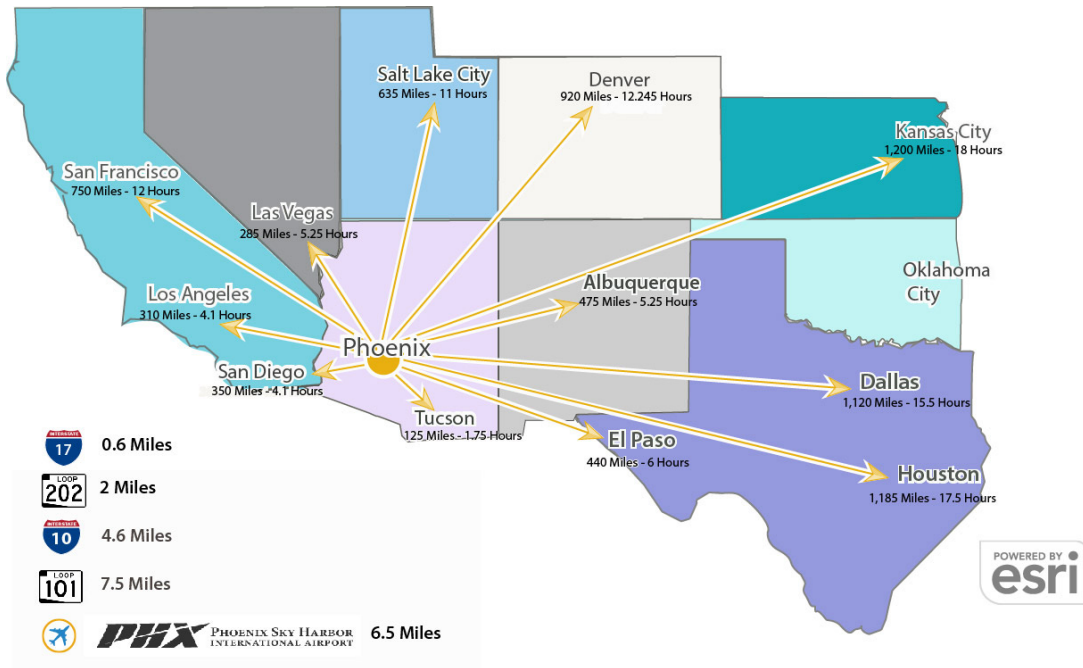 Salt Lake City
635 Miles - 11 Hours
Denver
920 Miles - 12.245 Hours
Kansas City
1,200 Miles - 18 Hours
San Francisco
750 Miles - 12 Hours
Las Vegas
285 Miles - 5.25 Hours
Albuquerque
475 Miles - 5.25 Hours
Oklahoma
City
Los Angeles
310 Miles - 4.1 Hours
Phoenix
San Diego
350 Miles - 4.1 Hours
Dallas
1,120 Miles - 15.5 Hours
Tucson
125 Miles - 1.75 Hours
El Paso
440 Miles - 6 Hours
Houston
1,185 Miles - 17.5 Hours
INTERSTATE
17
0.6 Miles
LOOP
202
2 Miles
INTERSTATE
10
4.6 Miles
LOOP
101
7.5 Miles
PHX
PHOENIX SKY HARBOR
INTERNATIONAL AIRPORT
6.5 Miles
POWERED BY
esri